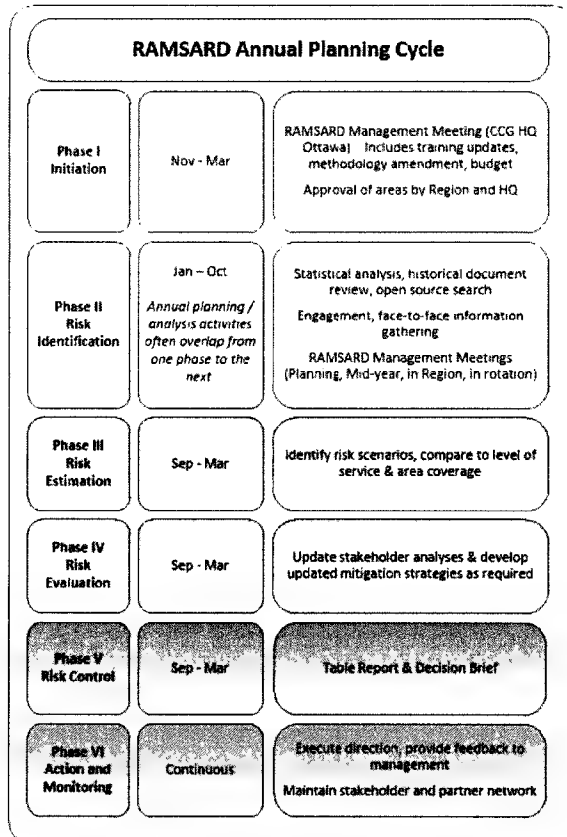 RAMSARD Annual Planning Cycle
Phase I
Initiation
Nov - Mar
RAMSARD Management Meeting (CCG HQ
Ottawa) Includes training updates,
methodology amendment, budget
Approval of areas by Region and HQ
Phase II
Risk
Identification
Jan – Oct
Annual planning /
analysis activities
often overlap from
one phase to the
next
Statistical analysis, historical document
review, open source search
Engagement, face-to-face information
gathering
RAMSARD Management Meetings
(Planning, Mid-year, in Region, in rotation)
Phase III
Risk
Estimation
Sep - Mar
Identify risk scenarios, compare to level of
service & area coverage
Phase IV
Risk
Evaluation
Sep - Mar
Update stakeholder analyses & develop
updated mitigation strategies as required
Phase V
Risk Control
Sep - Mar
Table Report & Decision Brief
Phase VI
Action and
Monitoring
Continuous
Execute direction, provide feedback to
management
Maintain stakeholder and partner network